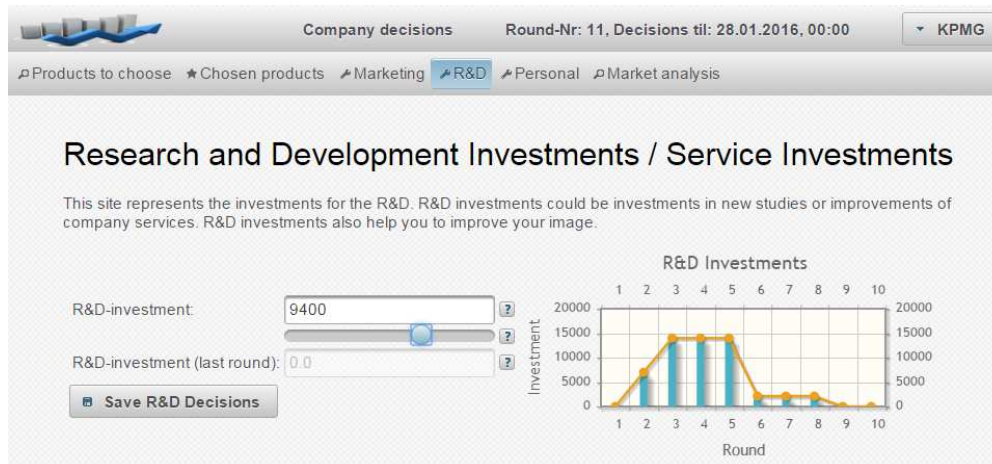 Company decisions Round-Nr: 11, Decisions til: 28.01.2016, 00:00 KPMG
Products to choose Chosen products Marketing R&D Personal Market analysis
Research and Development Investments / Service Investments
This site represents the investments for the R&D. R&D investments could be investments in new studies or improvements of
company services. R&D investments also help you to improve your image.
R&D Investments
1 2 3 4 5 6 7 8 9 10
R&D-investment: 9400 ?
?
R&D-investment (last round): 0.0 ?
Save R&D Decisions
Investment
20000 20000
15000 15000
10000 10000
5000 5000
0 0
1 2 3 4 5 6 7 8 9 10
Round